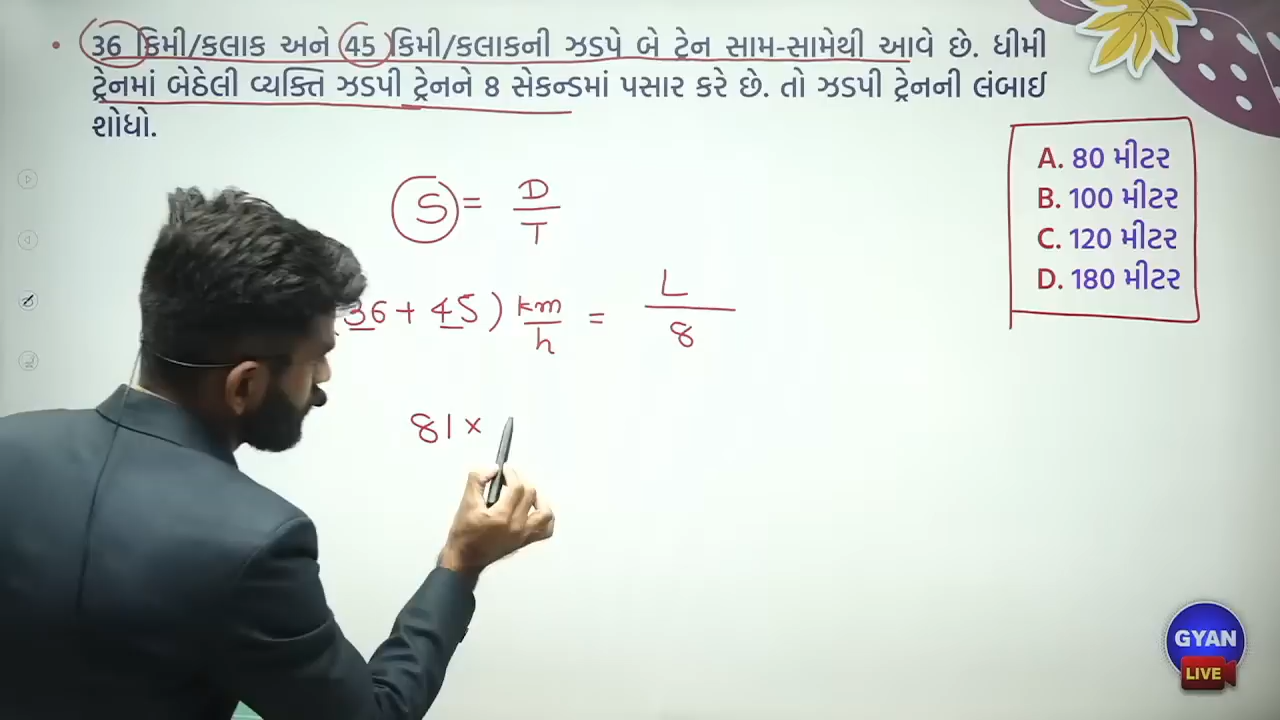 • 36 કિમી/કલાક અને 45 કિમી/કલાકની ઝડપે બે ટ્રેન સામ-સામેથી આવે છે. ધીમી
ટ્રેનમાં બેઠેલી વ્યક્તિ ઝડપી ટ્રેનને 8 સેકન્ડમાં પસાર કરે છે. તો ઝડપી ટ્રેનની લંબાઈ
શોધો.
A. 80 મીટર
B. 100 મીટર
C. 120 મીટર
D. 180 મીટર
S = D/T
36 + 45) km/h = L/8
81 ×
GYAN
LIVE